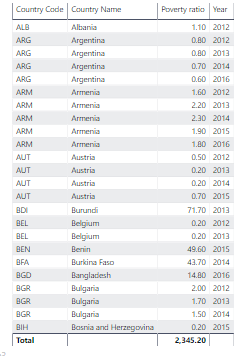 Country Code Country Name Poverty ratio Year
ALB Albania 1.10 2012
ARG Argentina 0.80 2012
ARG Argentina 0.80 2013
ARG Argentina 0.70 2014
ARG Argentina 0.60 2016
ARM Armenia 1.60 2012
ARM Armenia 2.20 2013
ARM Armenia 2.30 2014
ARM Armenia 1.90 2015
ARM Armenia 1.80 2016
AUT Austria 0.50 2012
AUT Austria 0.20 2013
AUT Austria 0.20 2014
AUT Austria 0.70 2015
BDI Burundi 71.70 2013
BEL Belgium 0.20 2012
BEL Belgium 0.20 2013
BEN Benin 49.60 2015
BFA Burkina Faso 43.70 2014
BGD Bangladesh 14.80 2016
BGR Bulgaria 2.00 2012
BGR Bulgaria 1.70 2013
BGR Bulgaria 1.50 2014
BIH Bosnia and Herzegovina 0.20 2015
Total 2,345.20